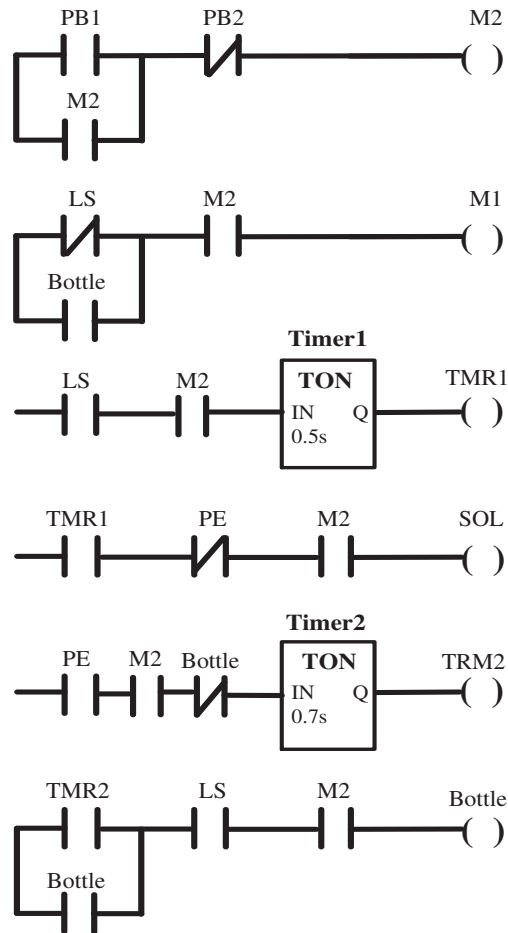 PB1 PB2 M2
M2
LS M2 M1
Bottle
Timer1
LS M2 TON TMR1
IN Q
0.5s
TMR1 PE M2 SOL
Timer2
PE M2 Bottle TON TRM2
IN Q
0.7s
TMR2 LS M2 Bottle
Bottle